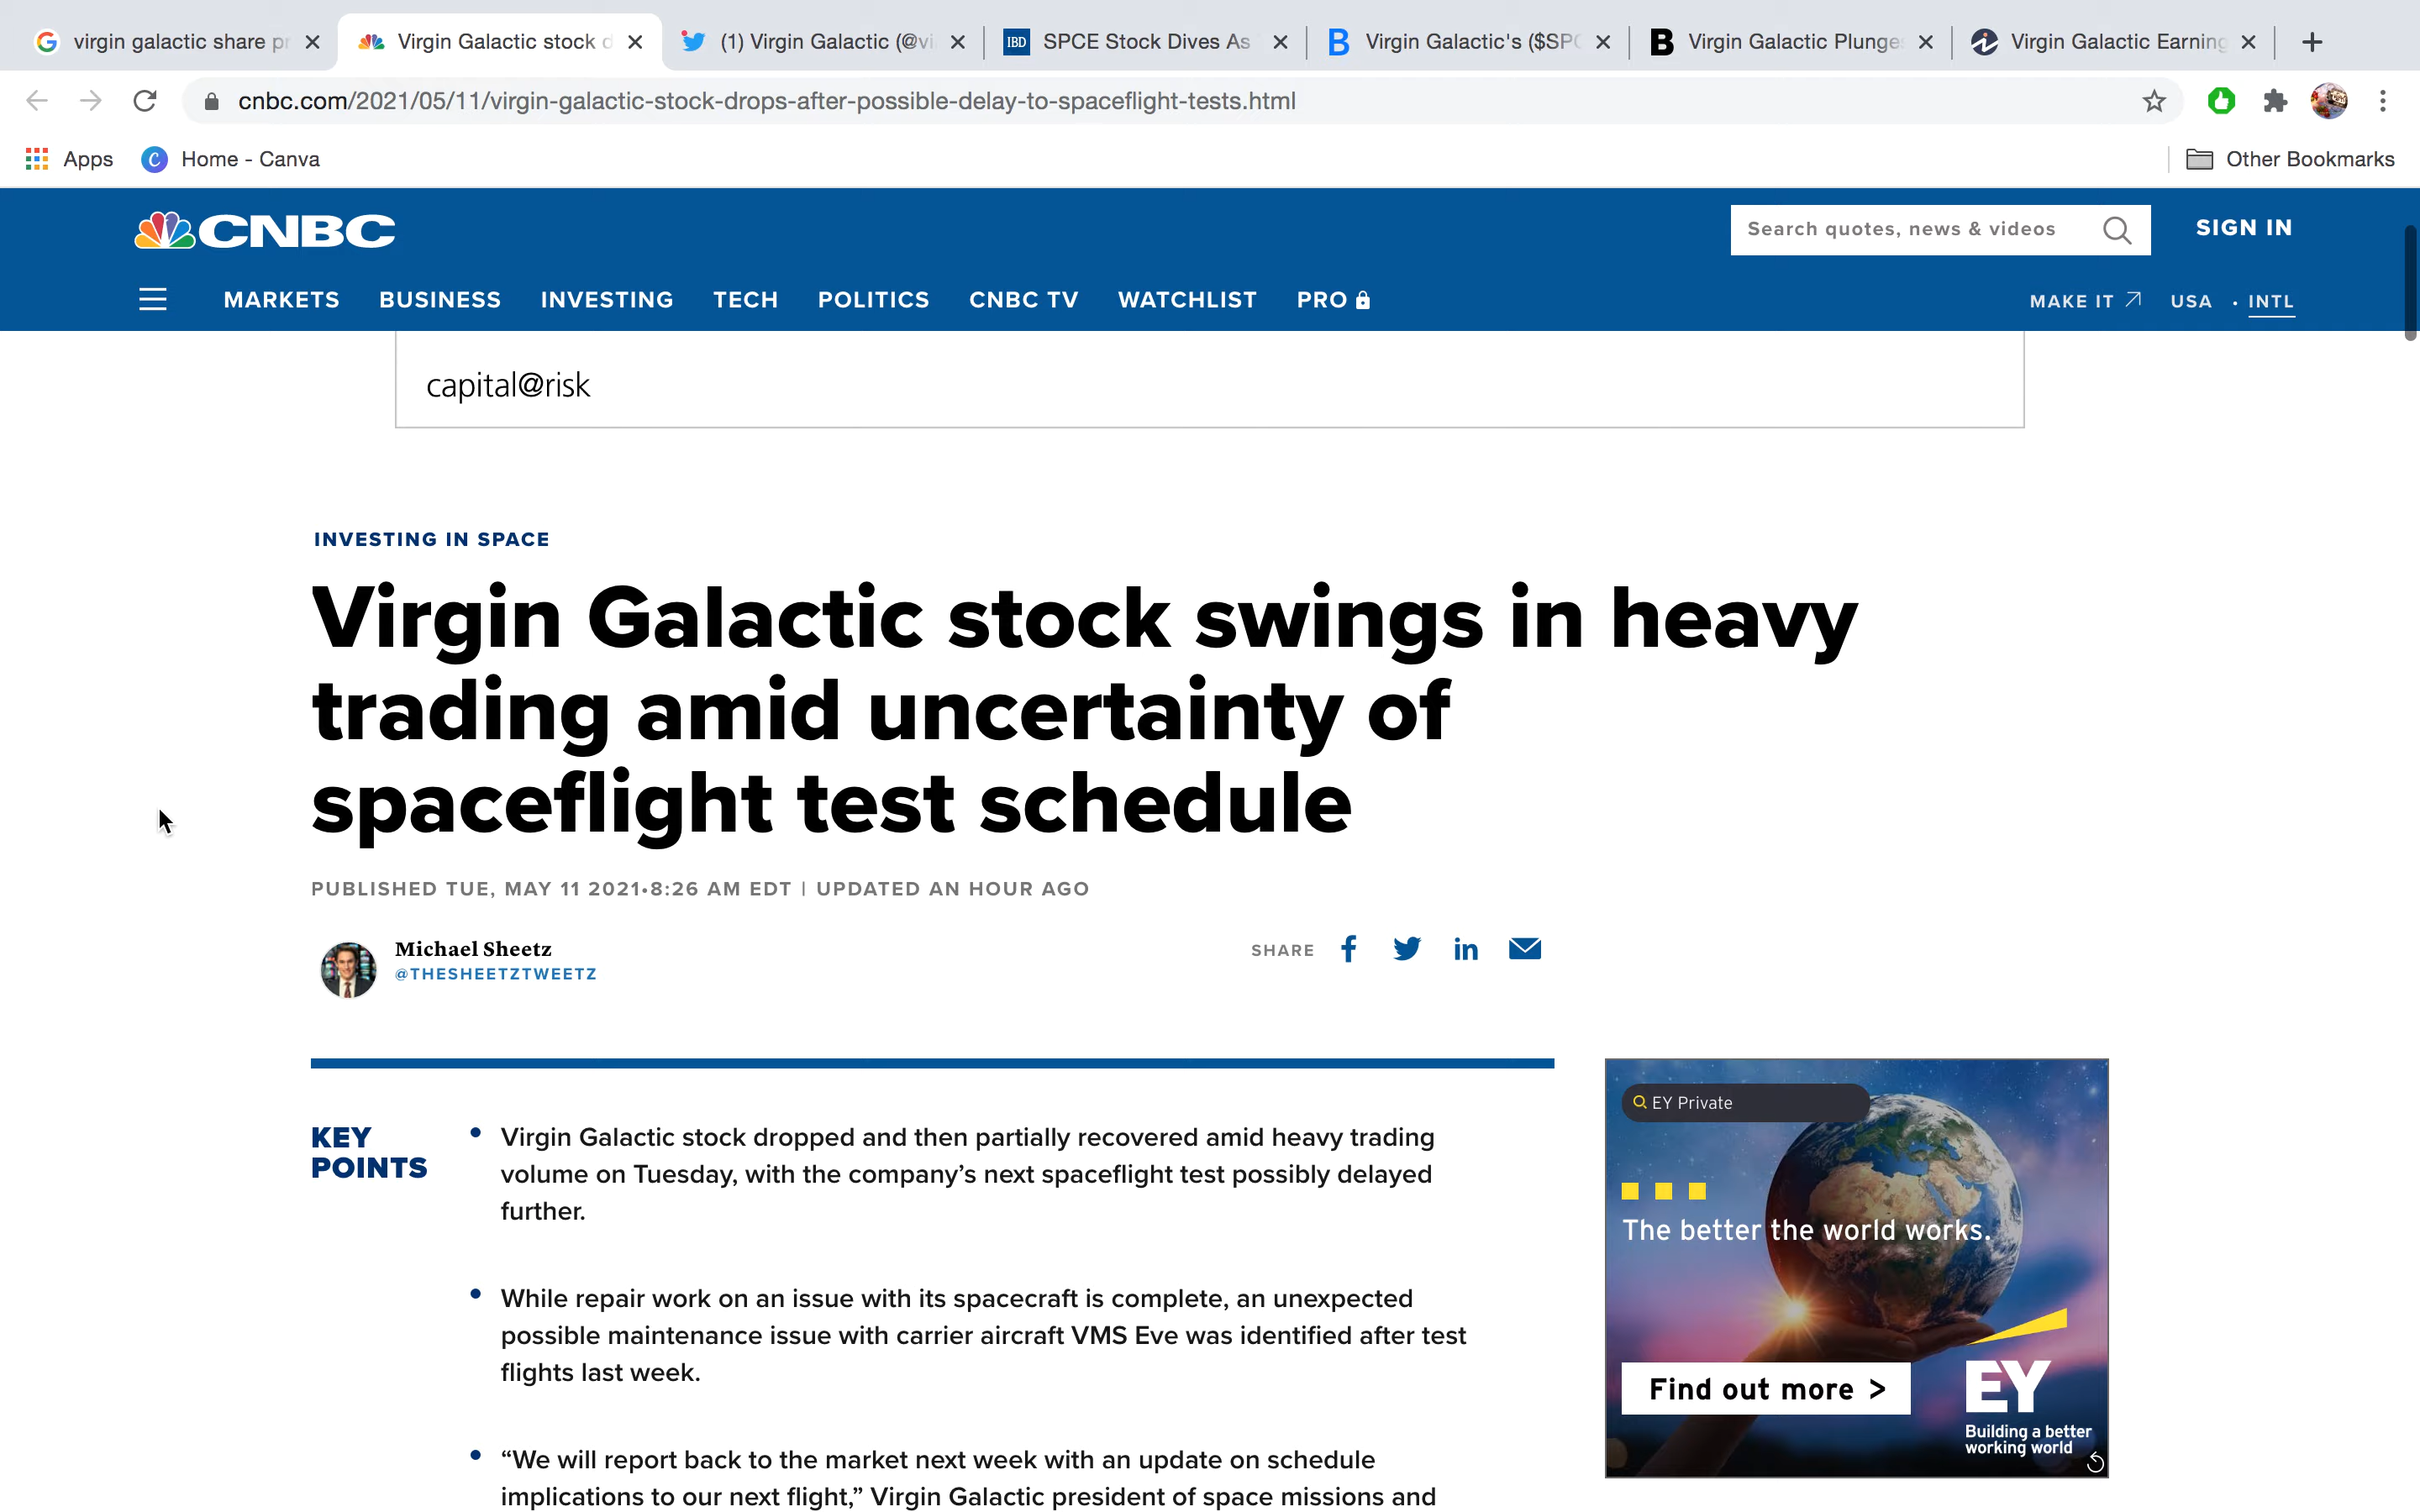 virgin galactic share pr
Virgin Galactic stock d
(1) Virgin Galactic (@vi
IBD
SPCE Stock Dives As
Virgin Galactic's ($SPC
Virgin Galactic Plunge
Virgin Galactic Earning
cnbc.com/2021/05/11/virgin-galactic-stock-drops-after-possible-delay-to-spaceflight-tests.html
Apps
Home - Canva
Other Bookmarks
CNBC
Search quotes, news & videos
SIGN IN
MARKETS BUSINESS INVESTING TECH POLITICS CNBC TV WATCHLIST PRO
MAKE IT USA • INTL
capital@risk
INVESTING IN SPACE
Virgin Galactic stock swings in heavy
trading amid uncertainty of
spaceflight test schedule
PUBLISHED TUE, MAY 11 2021•8:26 AM EDT | UPDATED AN HOUR AGO
Michael Sheetz
@THESHEETZTWEETZ
SHARE
KEY
POINTS
• Virgin Galactic stock dropped and then partially recovered amid heavy trading
volume on Tuesday, with the company’s next spaceflight test possibly delayed
further.
• While repair work on an issue with its spacecraft is complete, an unexpected
possible maintenance issue with carrier aircraft VMS Eve was identified after test
flights last week.
• “We will report back to the market next week with an update on schedule
implications to our next flight,” Virgin Galactic president of space missions and
EY Private
The better the world works.
Find out more >
EY
Building a better
working world